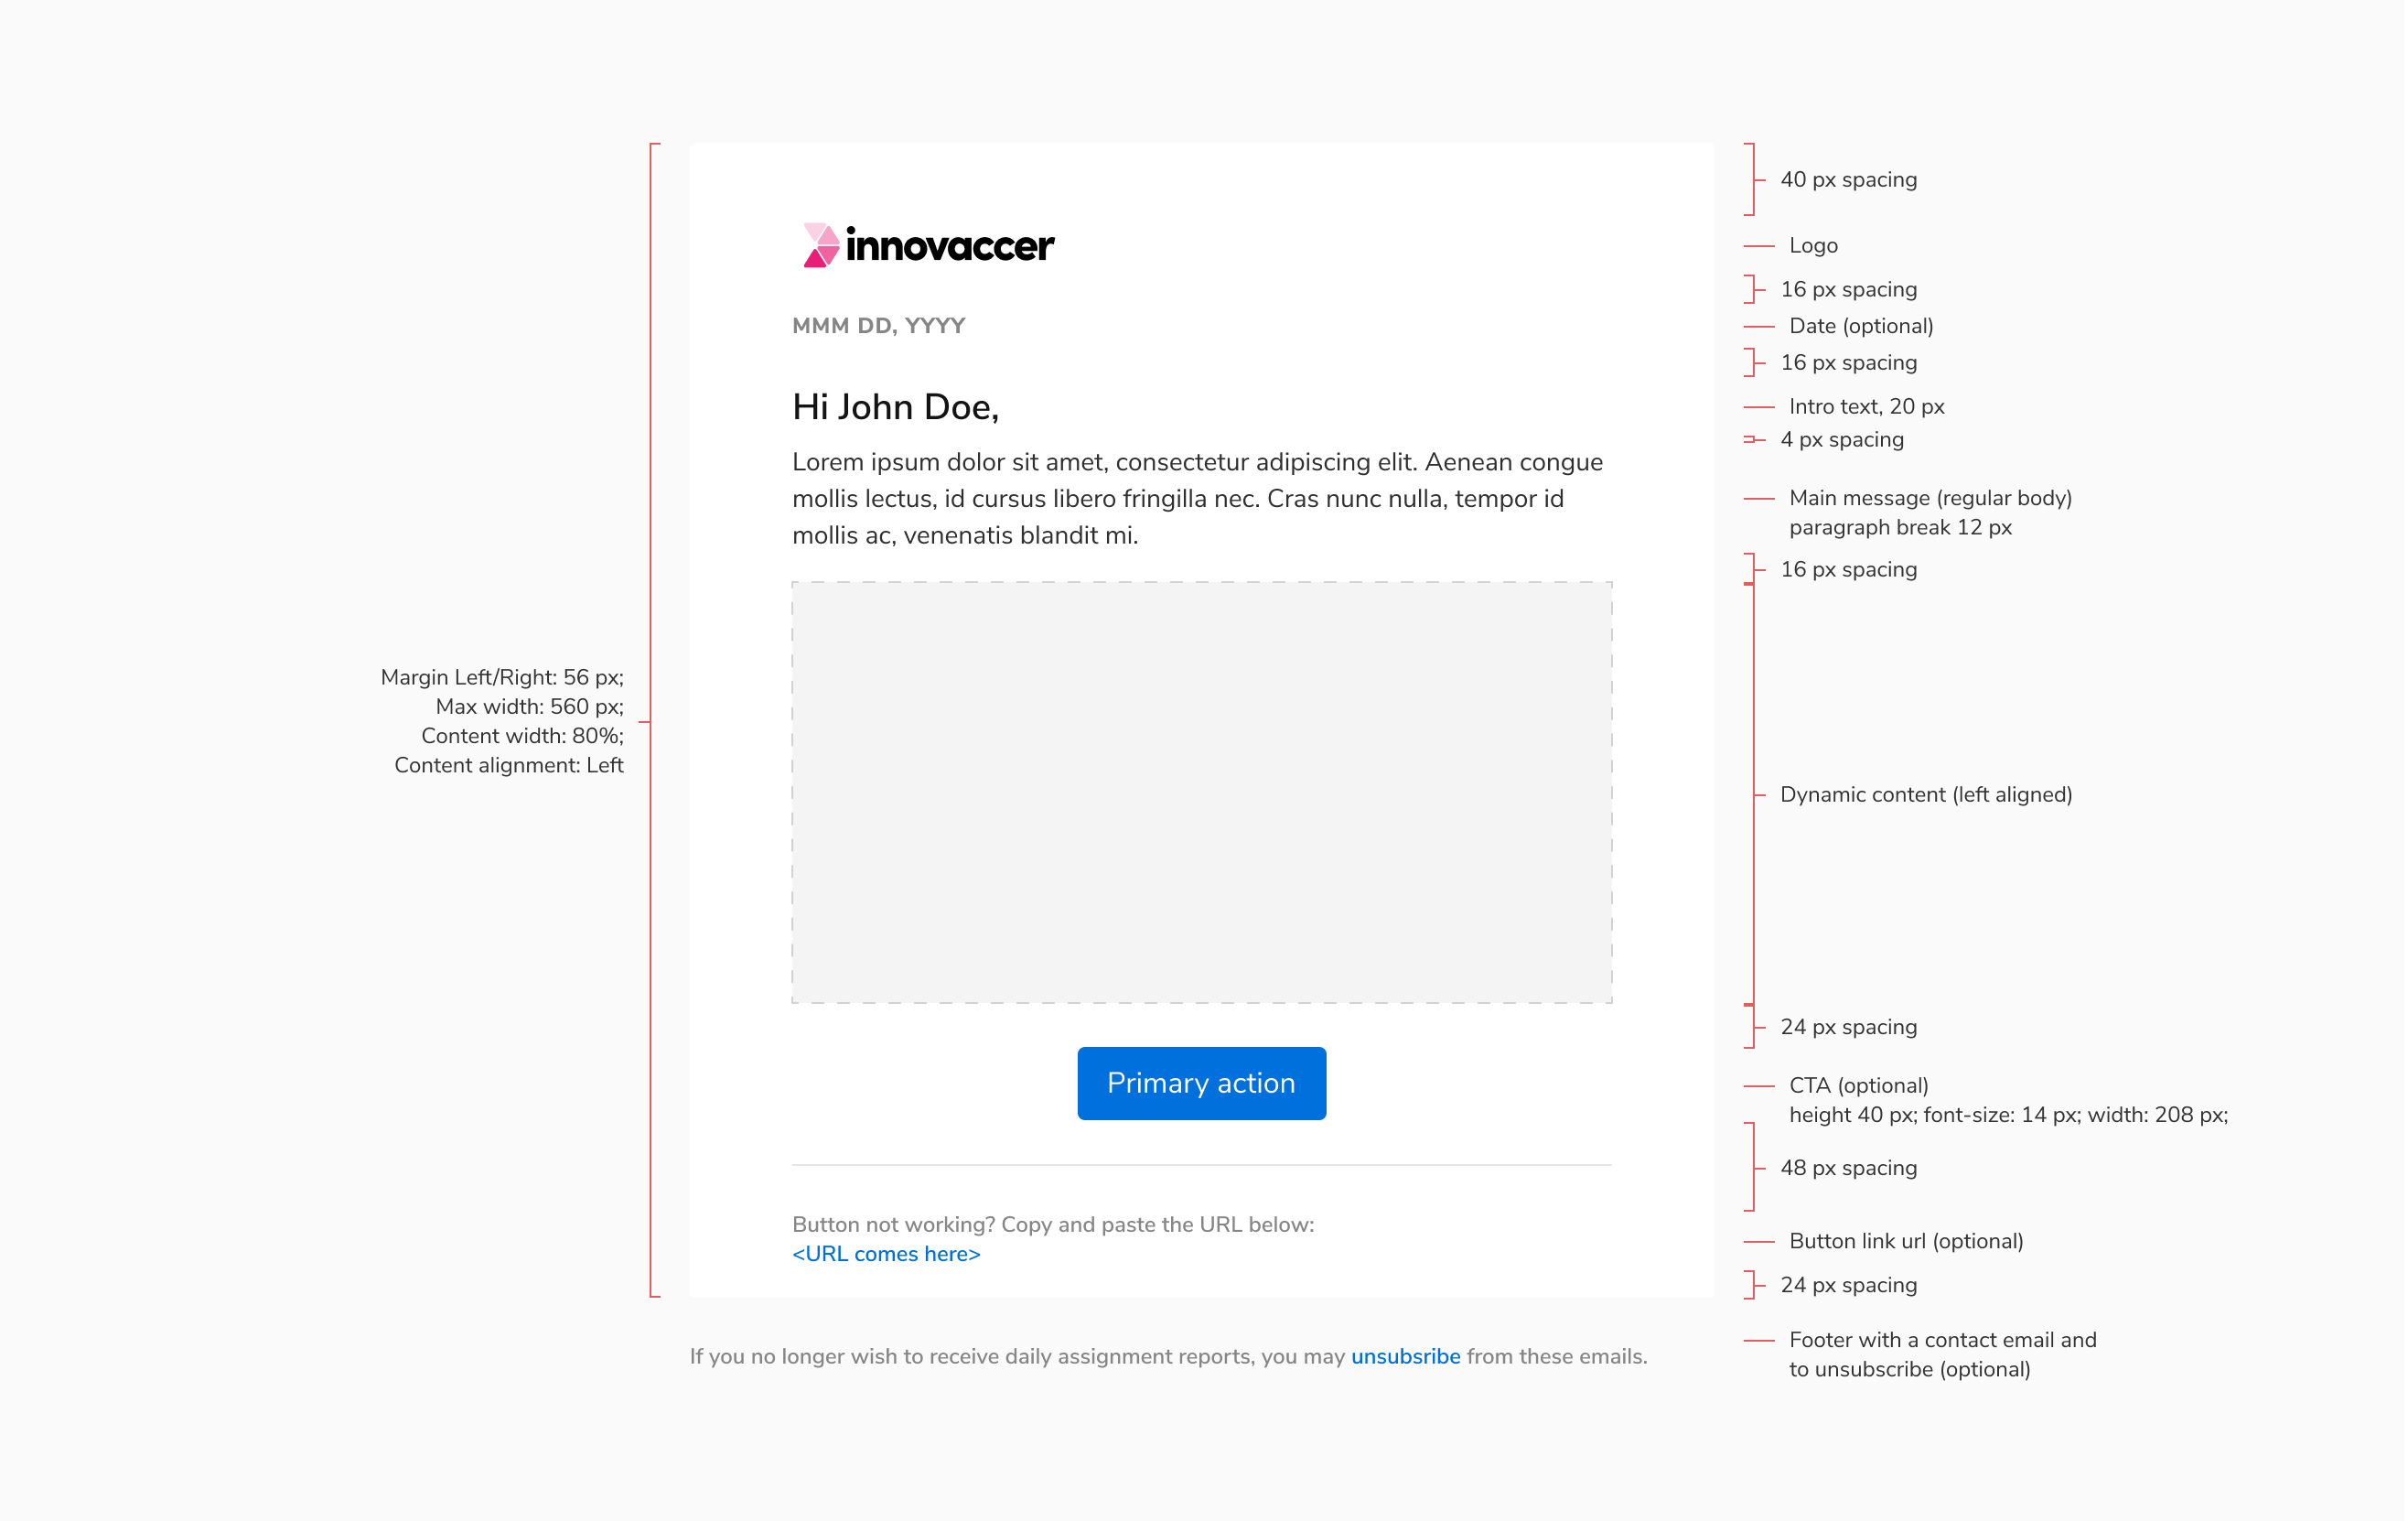 innovaccer
MMM DD, YYYY
Hi John Doe,
Lorem ipsum dolor sit amet, consectetur adipiscing elit. Aenean congue
mollis lectus, id cursus libero fringilla nec. Cras nunc nulla, tempor id
mollis ac, venenatis blandit mi.
Primary action
Button not working? Copy and paste the URL below:
<URL comes here>
If you no longer wish to receive daily assignment reports, you may unsubsribe from these emails.
Margin Left/Right: 56 px;
Max width: 560 px;
Content width: 80%;
Content alignment: Left
40 px spacing
Logo
16 px spacing
Date (optional)
16 px spacing
Intro text, 20 px
4 px spacing
Main message (regular body)
paragraph break 12 px
16 px spacing
Dynamic content (left aligned)
24 px spacing
CTA (optional)
height 40 px; font-size: 14 px; width: 208 px;
48 px spacing
Button link url (optional)
24 px spacing
Footer with a contact email and
to unsubscribe (optional)